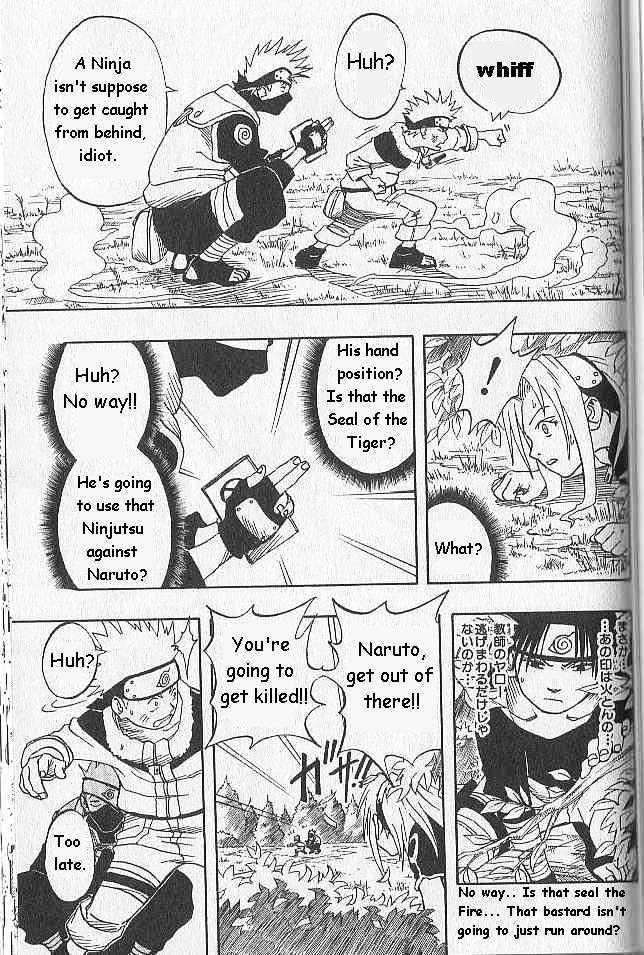 whiff
Huh?
A Ninja
isn't suppose
to get caught
from behind,
idiot.
!
What?
His hand
position?
Is that the
Seal of the
Tiger?
Huh?
No way!!
He's going
to use that
Ninjutsu
against
Naruto?
まさか…
…あの印は火とんの…!!
教師のヤロー
逃げまわるだけじゃ
ないのか…
No way.. Is that seal the
Fire... That bastard isn't
going to just run around?
Naruto,
get out of
there!!
You're
going to
get killed!!
ガサ!!
Huh?
Too
late.